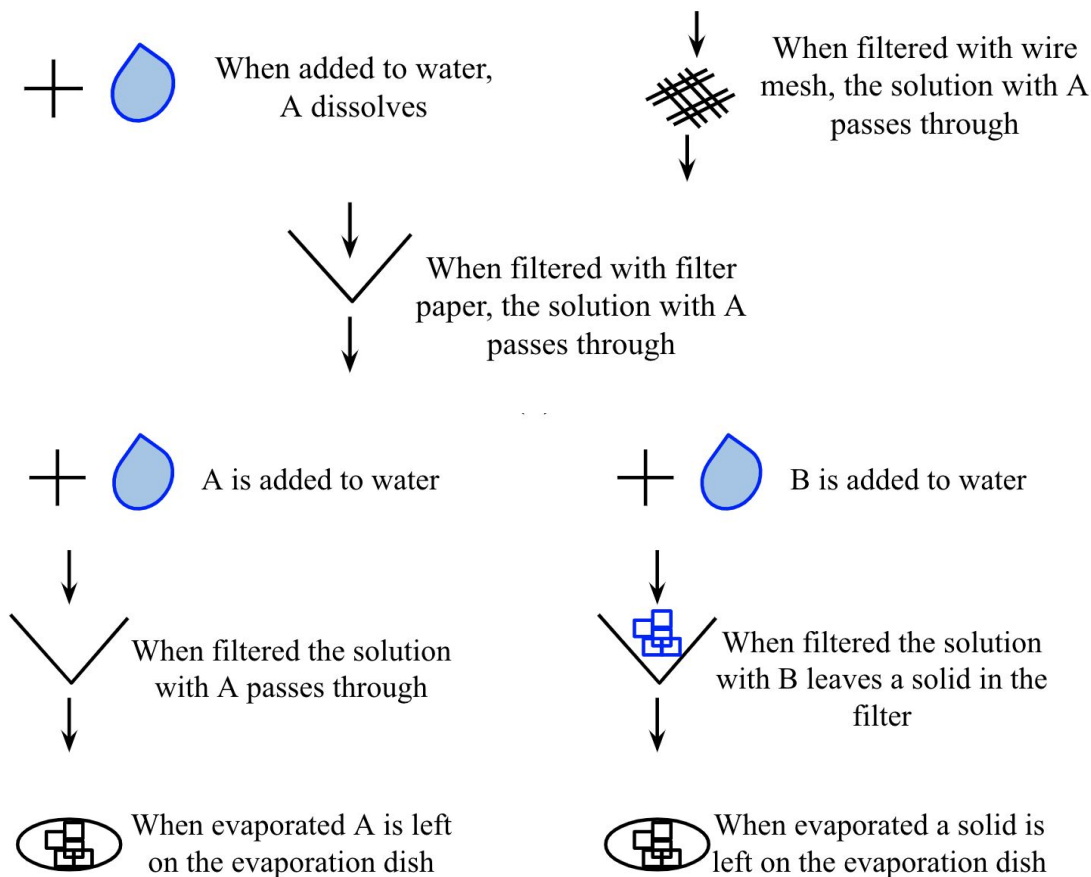 When added to water,
A dissolves
When filtered with wire
mesh, the solution with A
passes through
When filtered with filter
paper, the solution with A
passes through
A is added to water
B is added to water
When filtered the solution
with A passes through
When filtered the solution
with B leaves a solid in the
filter
When evaporated A is left
on the evaporation dish
When evaporated a solid is
left on the evaporation dish